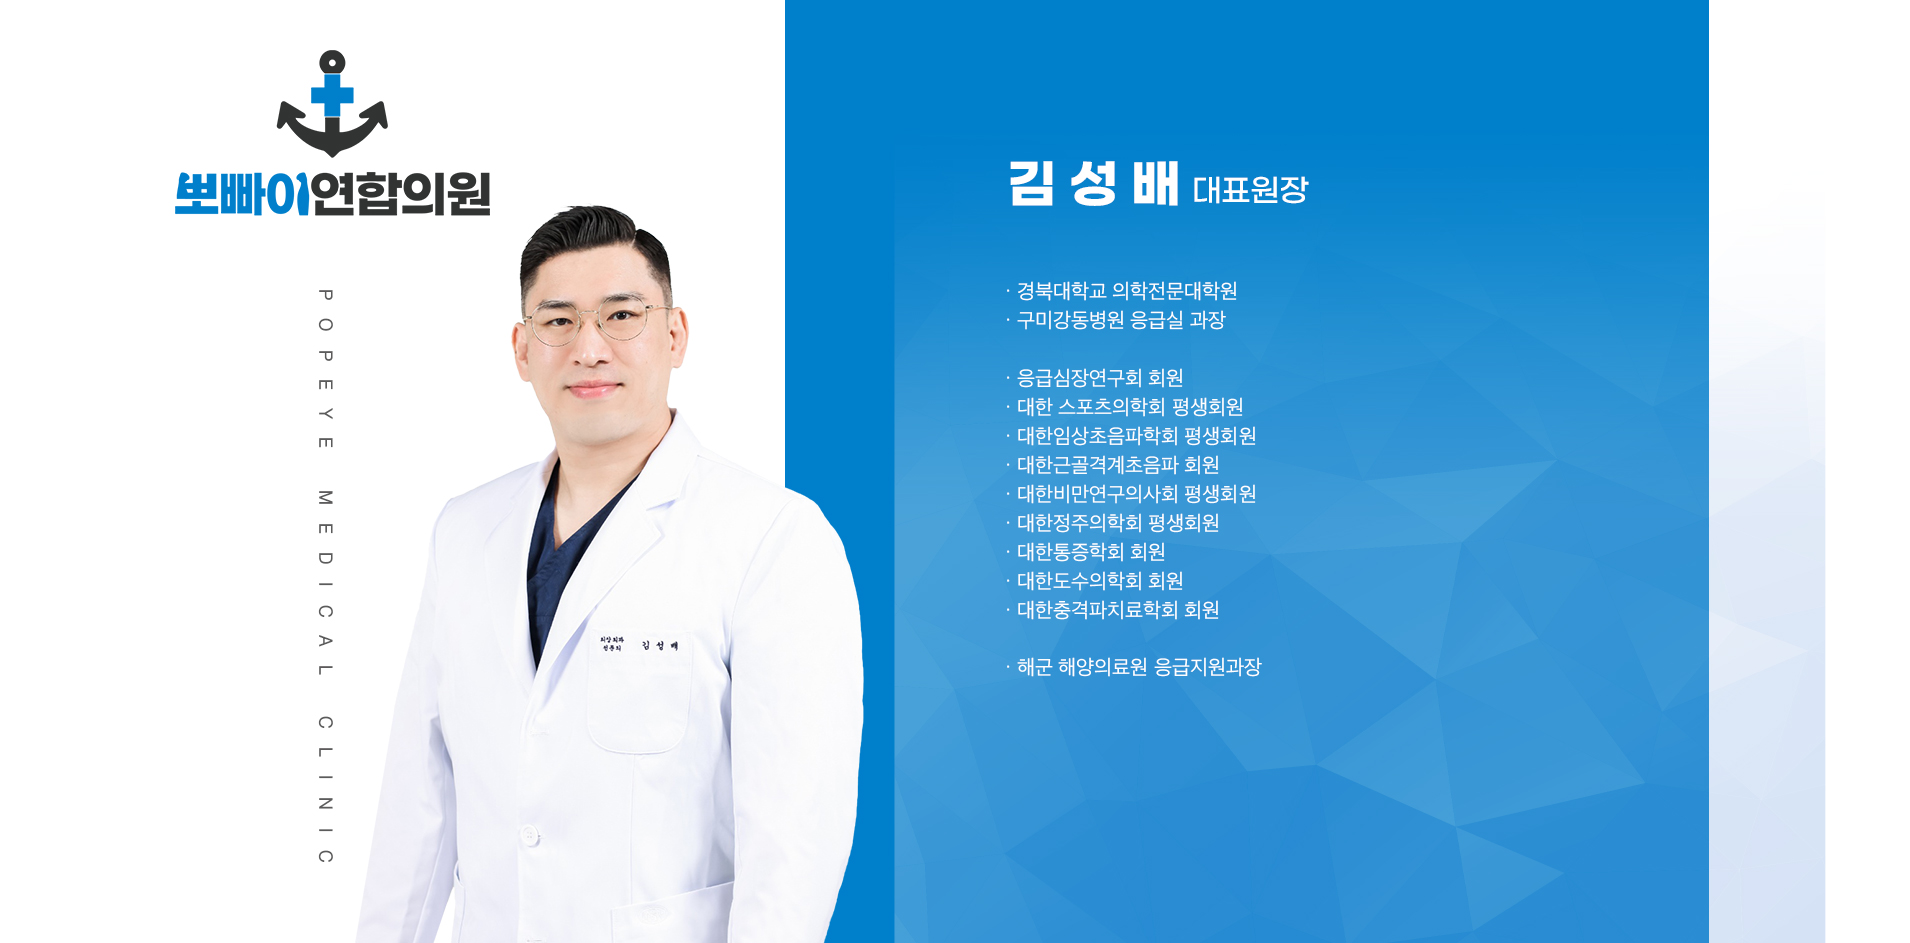 뽀빠이연합의원
POPEYE MEDICAL CLINIC
외상외과
전문의
김성배
김성배 대표원장
· 경북대학교 의학전문대학원
· 구미강동병원 응급실 과장
· 응급심장연구회 회원
· 대한 스포츠의학회 평생회원
· 대한임상초음파학회 평생회원
· 대한근골격계초음파 회원
· 대한비만연구의사회 평생회원
· 대한정주의학회 평생회원
· 대한통증학회 회원
· 대한도수의학회 회원
· 대한충격파치료학회 회원
· 해군 해양의료원 응급지원과장